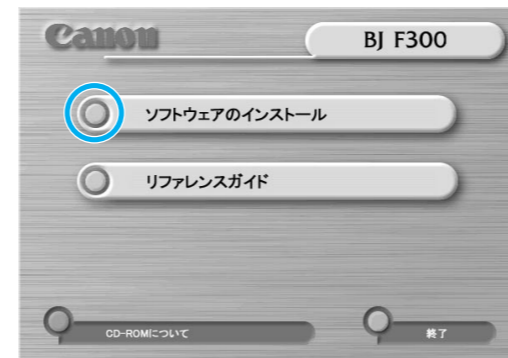 Canon
BJ F300
ソフトウェアのインストール
リファレンスガイド
CD-ROMについて
終了